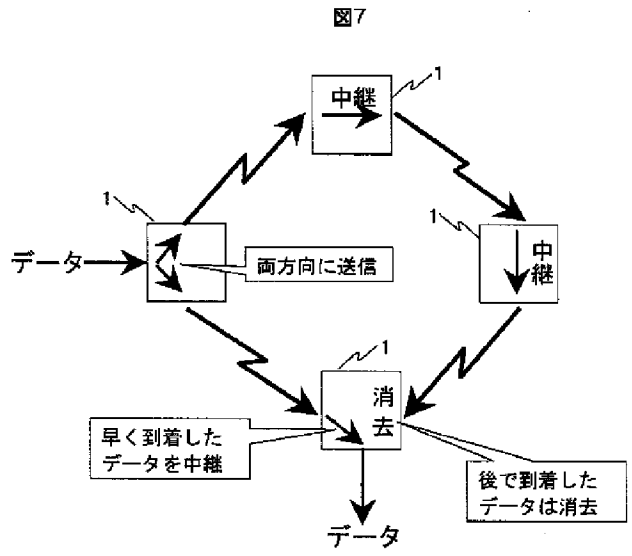 図7
中継
1
1
データ
両方向に送信
1
中継
1
消去
早く到着した
データを中継
後で到着した
データは消去
データ